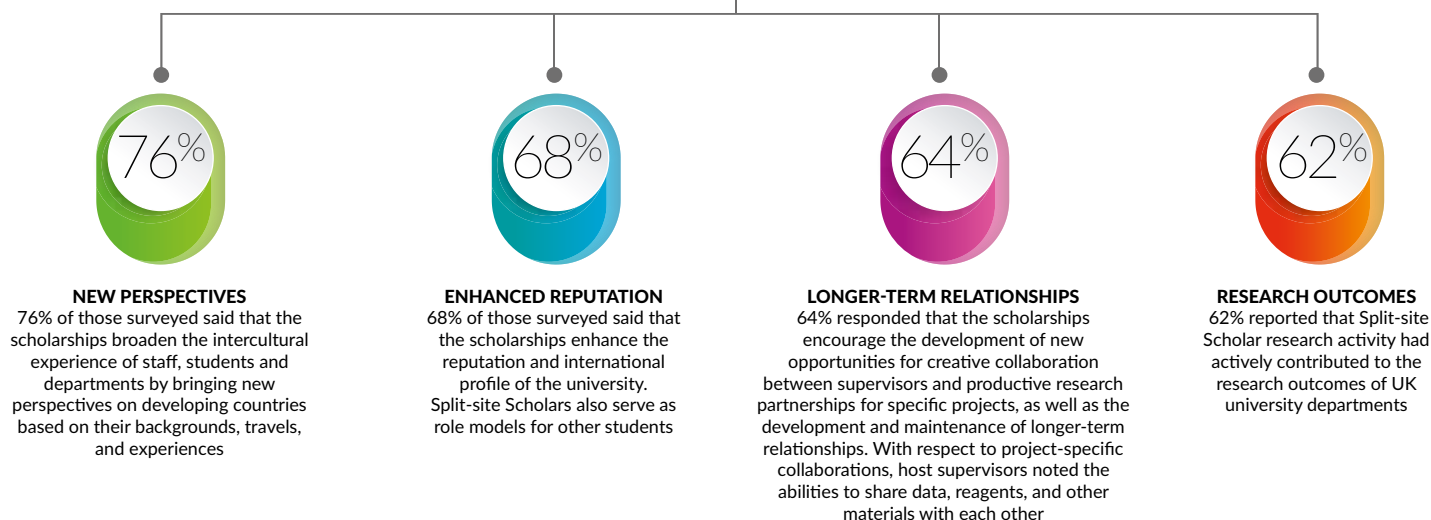 76%
NEW PERSPECTIVES
76% of those surveyed said that the
scholarships broaden the intercultural
experience of staff, students and
departments by bringing new
perspectives on developing countries
based on their backgrounds, travels,
and experiences
68%
ENHANCED REPUTATION
68% of those surveyed said that
the scholarships enhance the
reputation and international
profile of the university.
Split-site Scholars also serve as
role models for other students
64%
LONGER-TERM RELATIONSHIPS
64% responded that the scholarships
encourage the development of new
opportunities for creative collaboration
between supervisors and productive research
partnerships for specific projects, as well as the
development and maintenance of longer-term
relationships. With respect to project-specific
collaborations, host supervisors noted the
abilities to share data, reagents, and other
materials with each other
62%
RESEARCH OUTCOMES
62% reported that Split-site
Scholar research activity had
actively contributed to the
research outcomes of UK
university departments